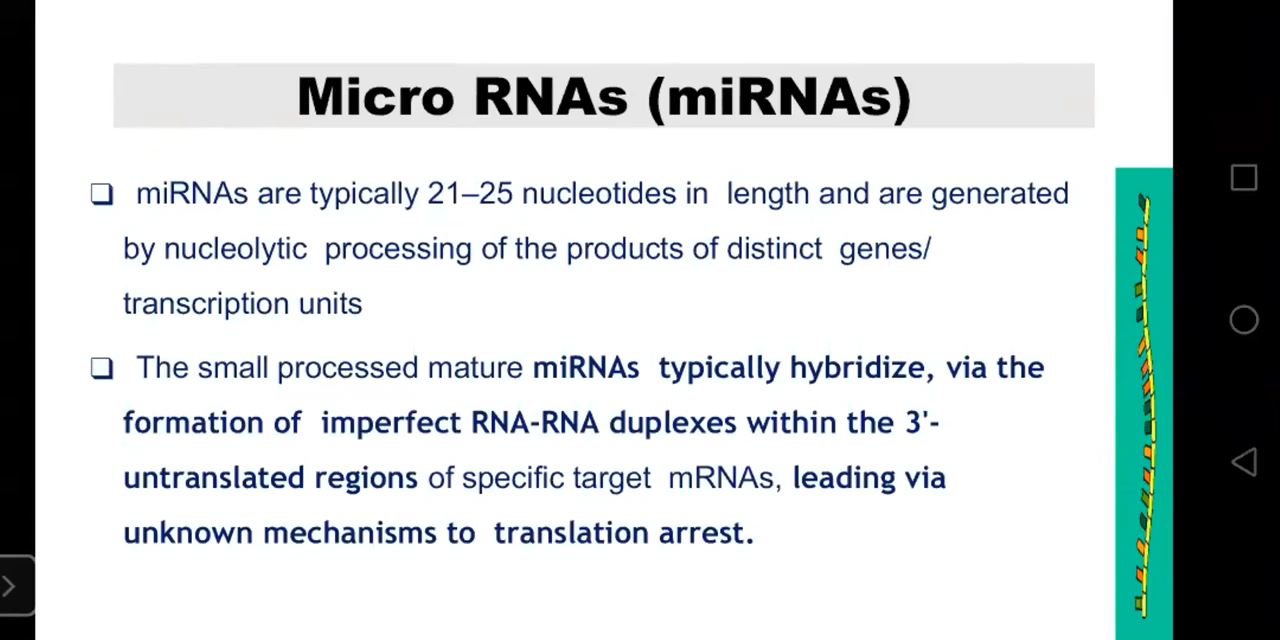 Micro RNAs (miRNAs)
❑ miRNAs are typically 21–25 nucleotides in length and are generated
by nucleolytic processing of the products of distinct genes/
transcription units
❑ The small processed mature miRNAs typically hybridize, via the
formation of imperfect RNA-RNA duplexes within the 3'-
untranslated regions of specific target mRNAs, leading via
unknown mechanisms to translation arrest.